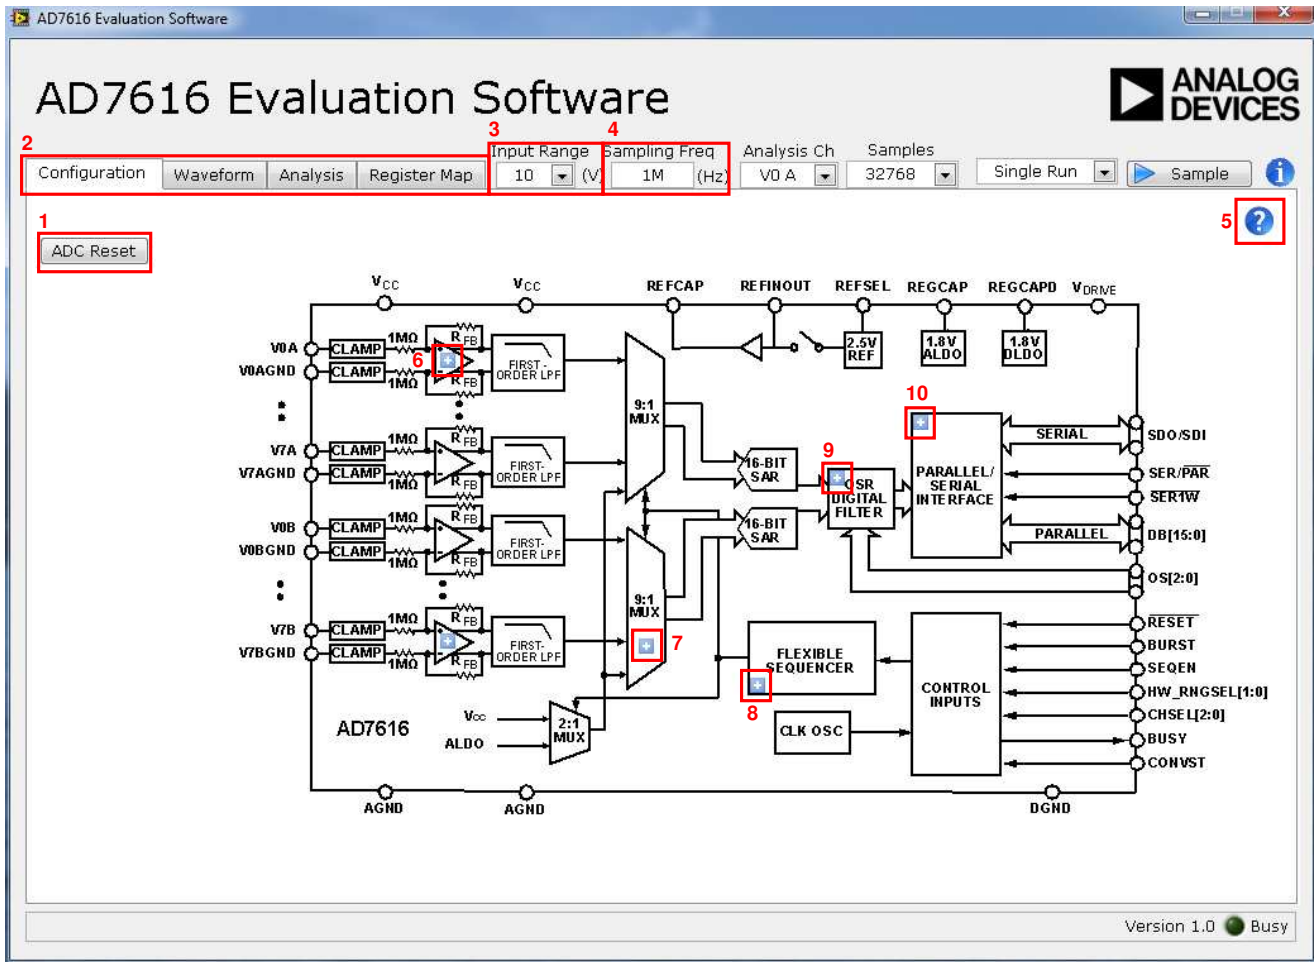 AD7616 Evaluation Software
AD7616 Evaluation Software
ANALOG
DEVICES
2
3
4
Input Range
Sampling Freq
Analysis Ch
Samples
Configuration
Waveform
Analysis
Register Map
10
(V)
1M
(Hz)
V0 A
32768
Single Run
Sample
i
1
5
?
ADC Reset
VCC
VCC
REFCAP
REFINOUT
REFSEL
REGCAP
REGCAPD
VDRIVE
V0A
CLAMP
1MΩ
RFB
V0AGND
CLAMP
1MΩ
RFB
6
FIRST-
ORDER LPF
2.5V
REF
1.8V
ALDO
1.8V
DLDO
9:1
MUX
10
V7A
CLAMP
1MΩ
RFB
V7AGND
CLAMP
1MΩ
RFB
FIRST-
ORDER LPF
16-BIT
SAR
9
OSR
DIGITAL
FILTER
PARALLEL/
SERIAL
INTERFACE
SERIAL
SDO/SDI
SER/PAR
SER1W
V0B
CLAMP
1MΩ
RFB
V0BGND
CLAMP
1MΩ
RFB
FIRST-
ORDER LPF
16-BIT
SAR
PARALLEL
DB[15:0]
OS[2:0]
9:1
MUX
7
V7B
CLAMP
1MΩ
RFB
V7BGND
CLAMP
1MΩ
RFB
FIRST-
ORDER LPF
FLEXIBLE
SEQUENCER
8
CONTROL
INPUTS
RESET
BURST
SEQEN
HW_RNGSEL[1:0]
CHSEL[2:0]
BUSY
CONVST
AD7616
Vcc
ALDO
2:1
MUX
CLK OSC
AGND
AGND
DGND
Version 1.0
Busy